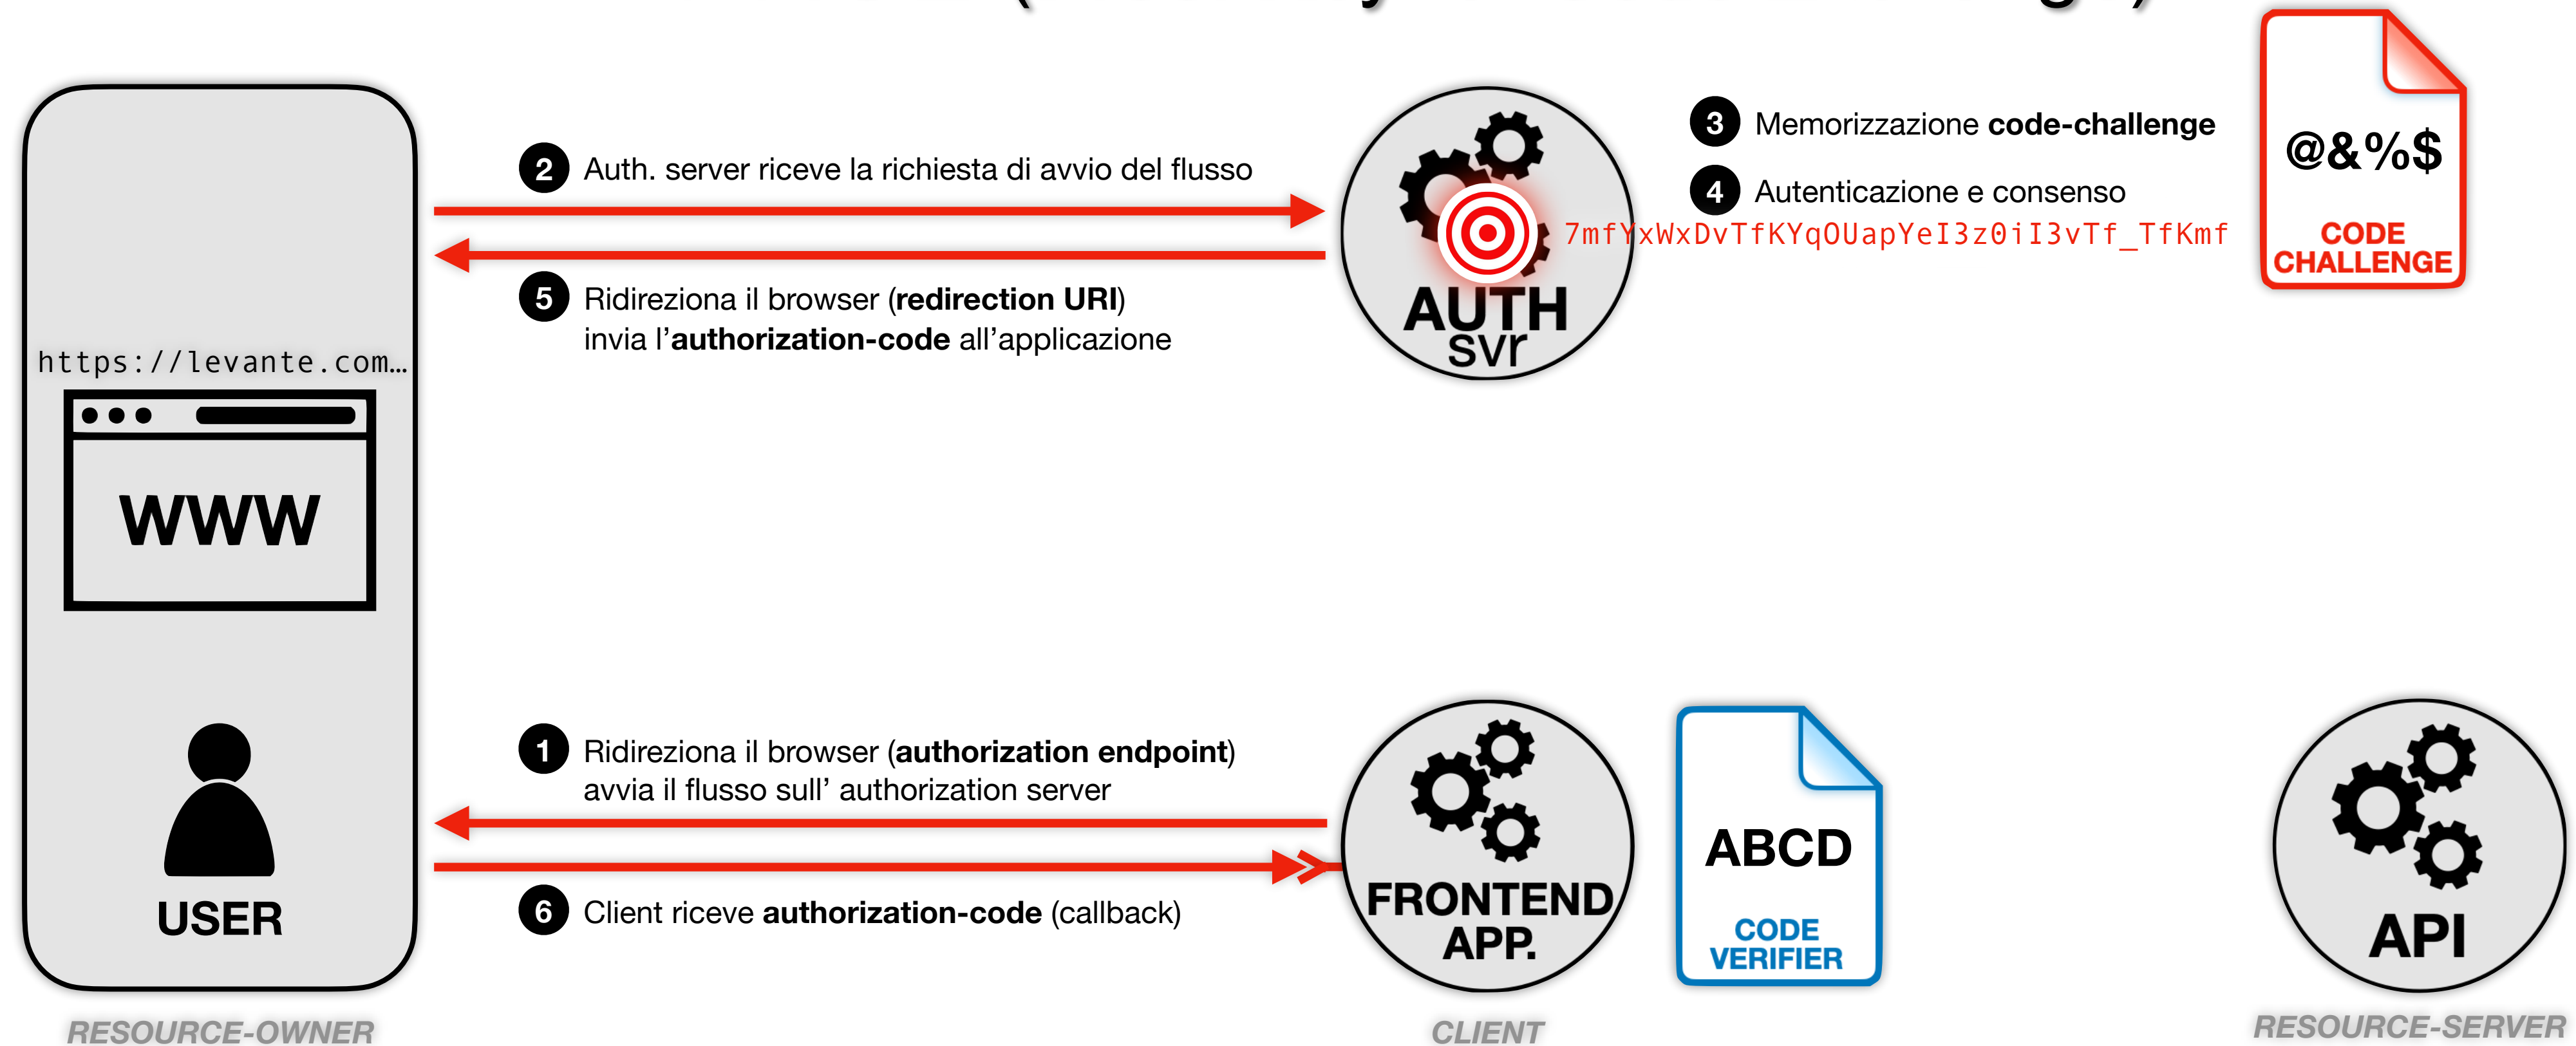 @&%$
CODE
CHALLENGE
3 Memorizzazione code-challenge
4 Autenticazione e consenso
7mfYxWxDvTfKYqOUapYeI3z0iI3vTf_TfKmf
2 Auth. server riceve la richiesta di avvio del flusso
5 Ridireziona il browser (redirection URI)
invia l'authorization-code all'applicazione
AUTH
svr
https://levante.com…
WWW
USER
1 Ridireziona il browser (authorization endpoint)
avvia il flusso sull' authorization server
6 Client riceve authorization-code (callback)
FRONTEND
APP.
ABCD
CODE
VERIFIER
API
RESOURCE-OWNER
CLIENT
RESOURCE-SERVER